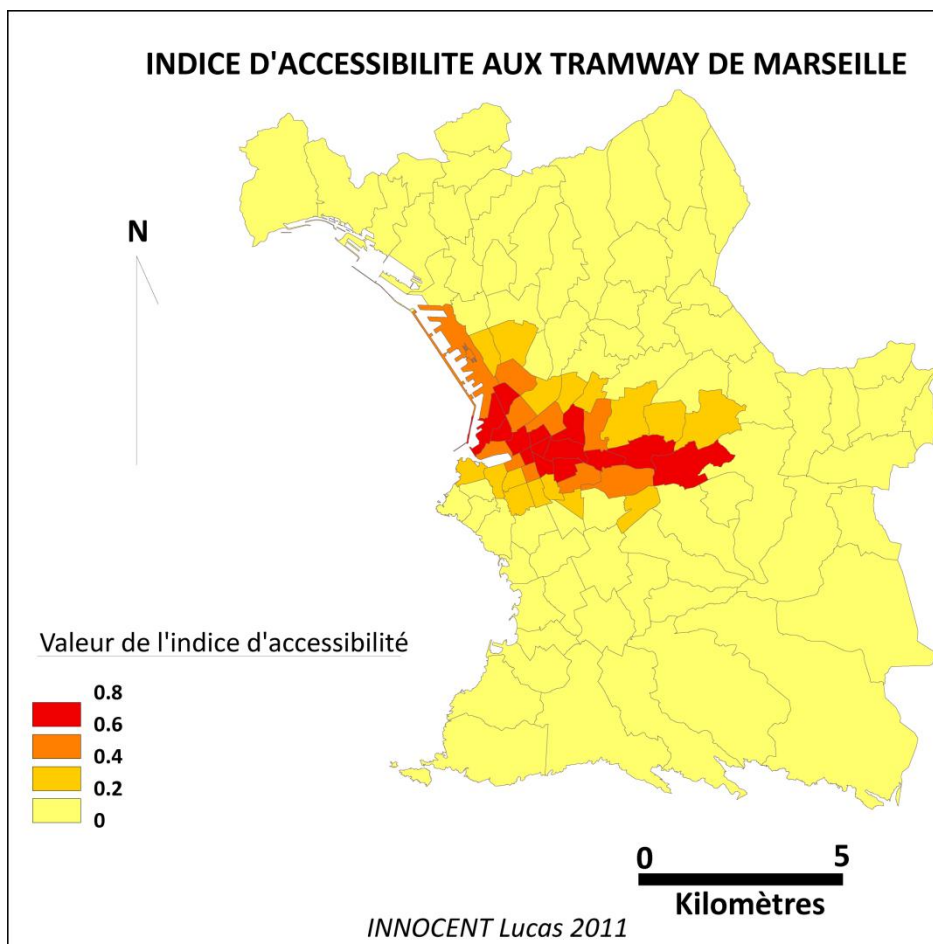 INDICE D'ACCESSIBILITE AUX TRAMWAY DE MARSEILLE
N
Valeur de l'indice d'accessibilité
0.8
0.6
0.4
0.2
0
0 5
Kilomètres
INNOCENT Lucas 2011